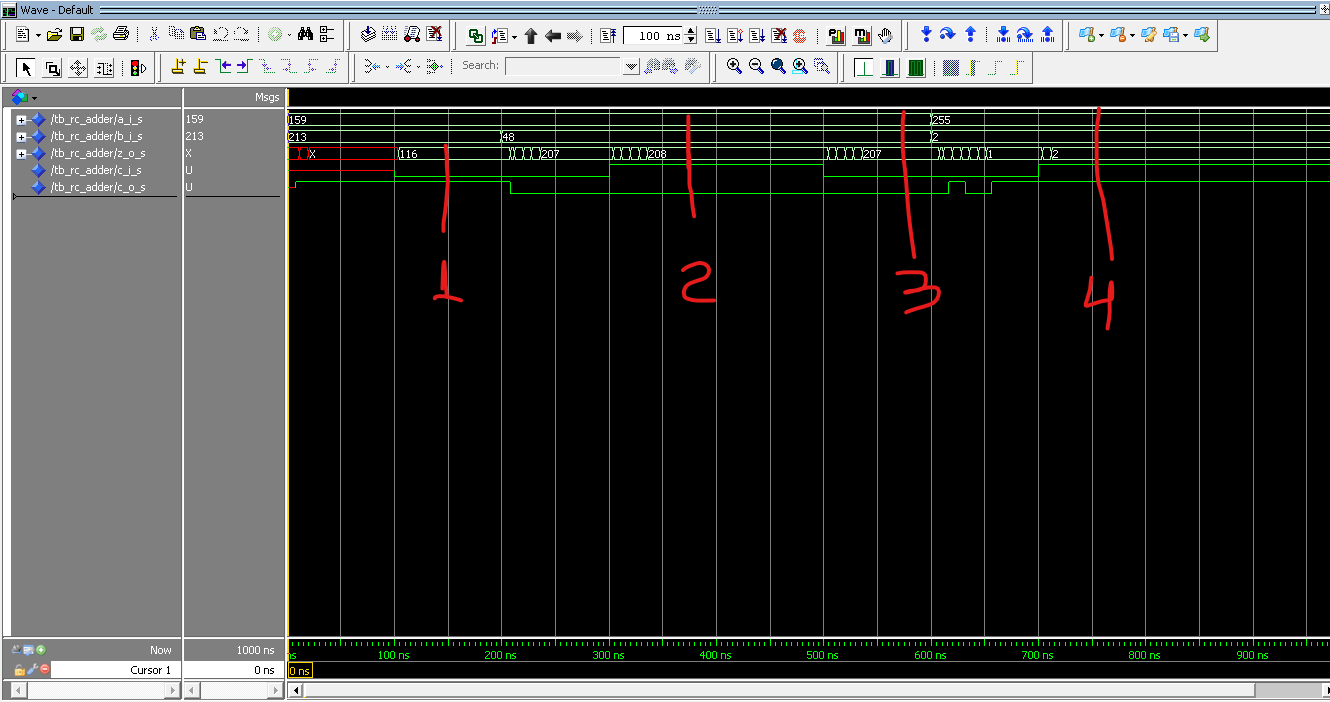 Wave - Default
100 ns
Search:
Msgs
/tb_rc_adder/a_i_s 159 159 255
/tb_rc_adder/b_i_s 213 213 48 2
/tb_rc_adder/z_o_s X X 116 207 208 207 1 2
/tb_rc_adder/c_i_s U
/tb_rc_adder/c_o_s U
1 2 3 4
Now 1000 ns ns 100 ns 200 ns 300 ns 400 ns 500 ns 600 ns 700 ns 800 ns 900 ns
Cursor 1 0 ns 0 ns